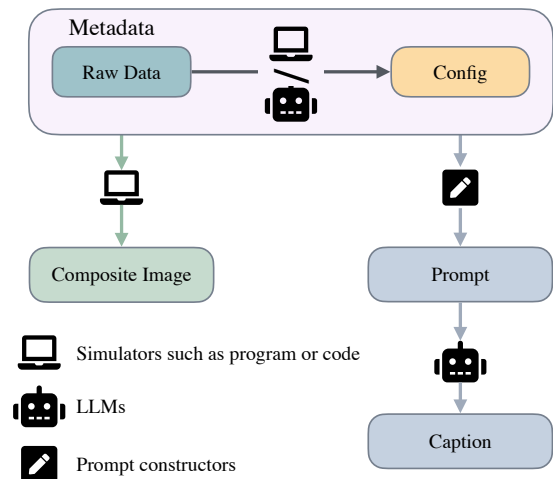 Metadata
Raw Data
Config
Composite Image
Prompt
Simulators such as program or code
LLMs
Caption
Prompt constructors